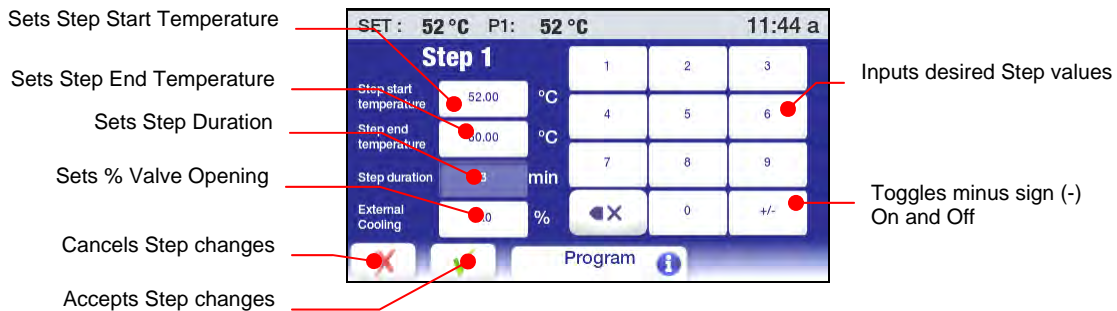 Sets Step Start Temperature
Sets Step End Temperature
Sets Step Duration
Sets % Valve Opening
Cancels Step changes
Accepts Step changes
SET : 52 °C P1: 52 °C 11:44 a
Step 1
Step start
temperature
52.00
°C
Step end
temperature
°C
Step duration
min
External
Cooling
%
1 2 3
4 5 6
7 8 9
0 +/-
Program
Inputs desired Step values
Toggles minus sign (-)
On and Off